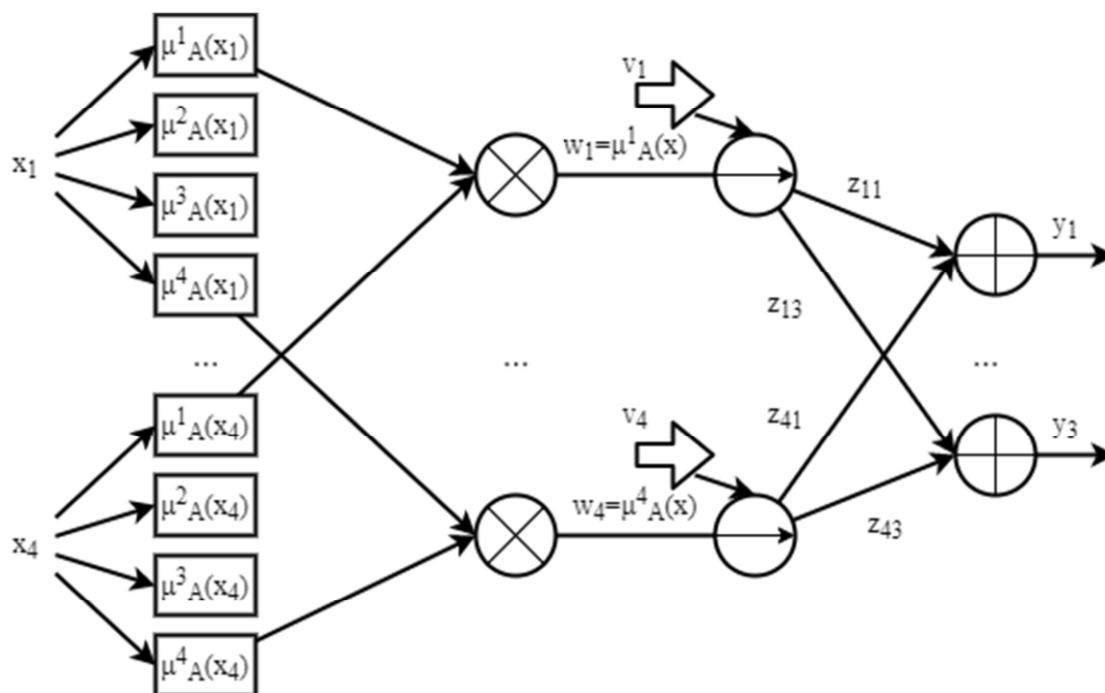 μ¹A(x₁)
μ²A(x₁)
x₁
μ³A(x₁)
μ⁴A(x₁)
...
μ¹A(x₄)
μ²A(x₄)
x₄
μ³A(x₄)
μ⁴A(x₄)
...
v₁
w₁=μ¹A(x)
v₄
w₄=μ⁴A(x)
z₁₁
z₁₃
z₄₁
z₄₃
y₁
...
y₃